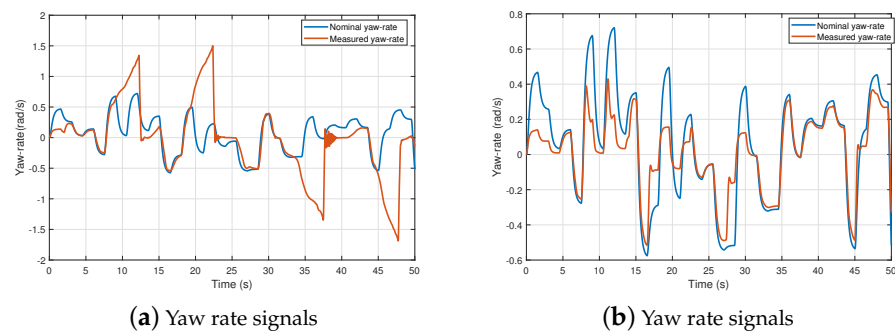 Nominal yaw-rate
Measured yaw-rate
Yaw-rate(rad/s)
2
1.5
1
0.5
0
-0.5
-1
-1.5
-2
0 5 10 15 20 25 30 35 40 45 50
Time (s)
(a) Yaw rate signals
Nominal yaw-rate
Measured yaw-rate
Yaw-rate (rad/s)
0.8
0.6
0.4
0.2
0
-0.2
-0.4
-0.6
0 5 10 15 20 25 30 35 40 45 50
Time (s)
(b) Yaw rate signals